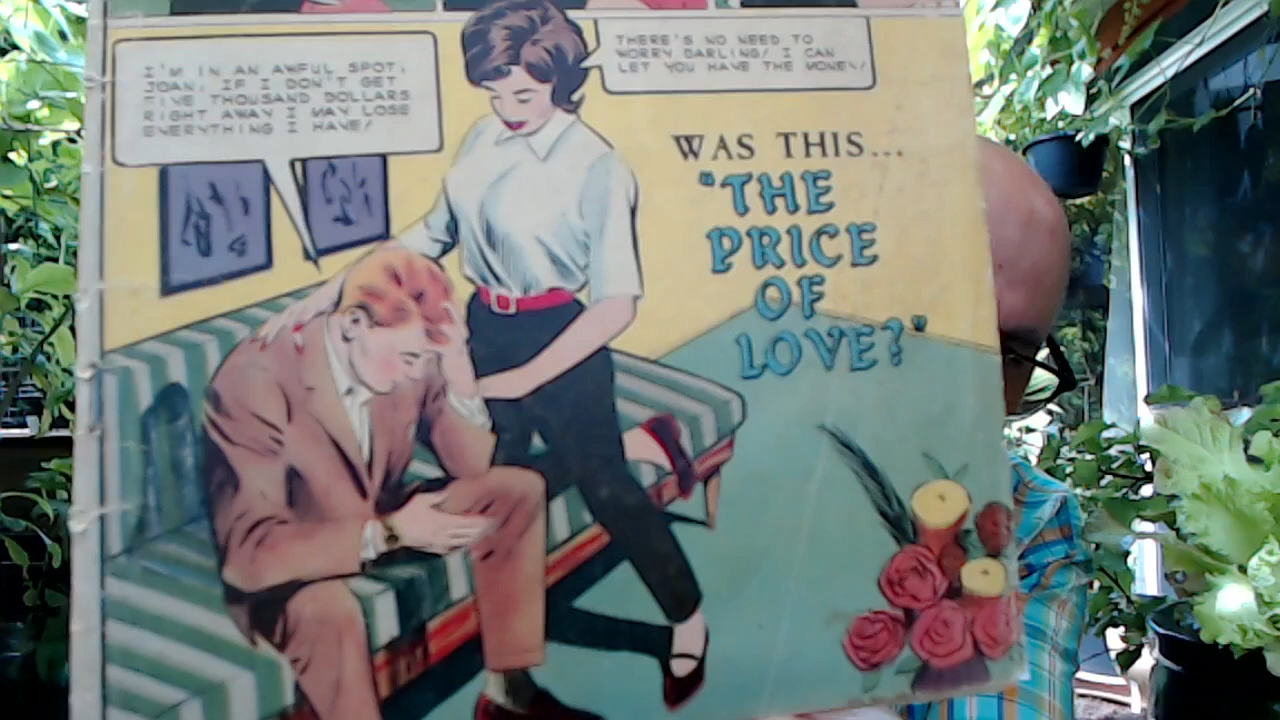 I'M IN AN AWFUL SPOT,
JOAN. IF I DON'T GET
FIVE THOUSAND DOLLARS
RIGHT AWAY I MAY LOSE
EVERYTHING I HAVE!
THERE'S NO NEED TO
WORRY DARLING! I CAN
LET YOU HAVE THE MONEY!
WAS THIS...
"THE
PRICE
OF
LOVE?"